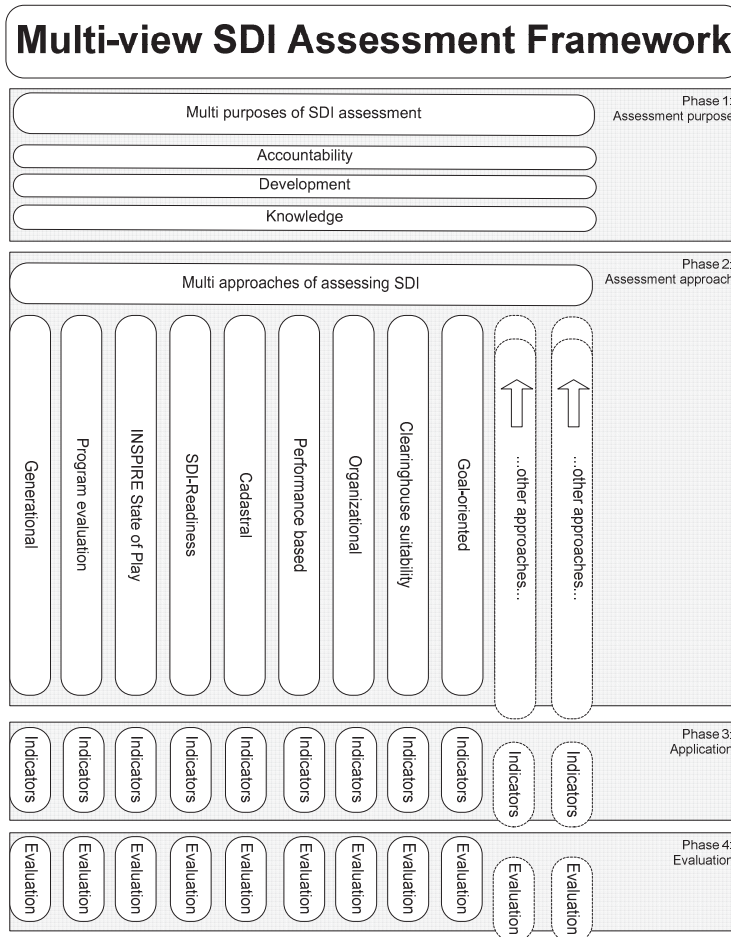 Multi-view SDI Assessment Framework
Phase 1:
Assessment purpose
Multi purposes of SDI assessment
Accountability
Development
Knowledge
Phase 2:
Assessment approach
Multi approaches of assessing SDI
Generational
Program evaluation
INSPIRE State of Play
SDI-Readiness
Cadastral
Performance based
Organizational
Clearinghouse suitability
Goal-oriented
...other approaches...
...other approaches...
Phase 3:
Application
Indicators
Indicators
Indicators
Indicators
Indicators
Indicators
Indicators
Indicators
Indicators
Indicators
Indicators
Phase 4:
Evaluation
Evaluation
Evaluation
Evaluation
Evaluation
Evaluation
Evaluation
Evaluation
Evaluation
Evaluation
Evaluation
Evaluation